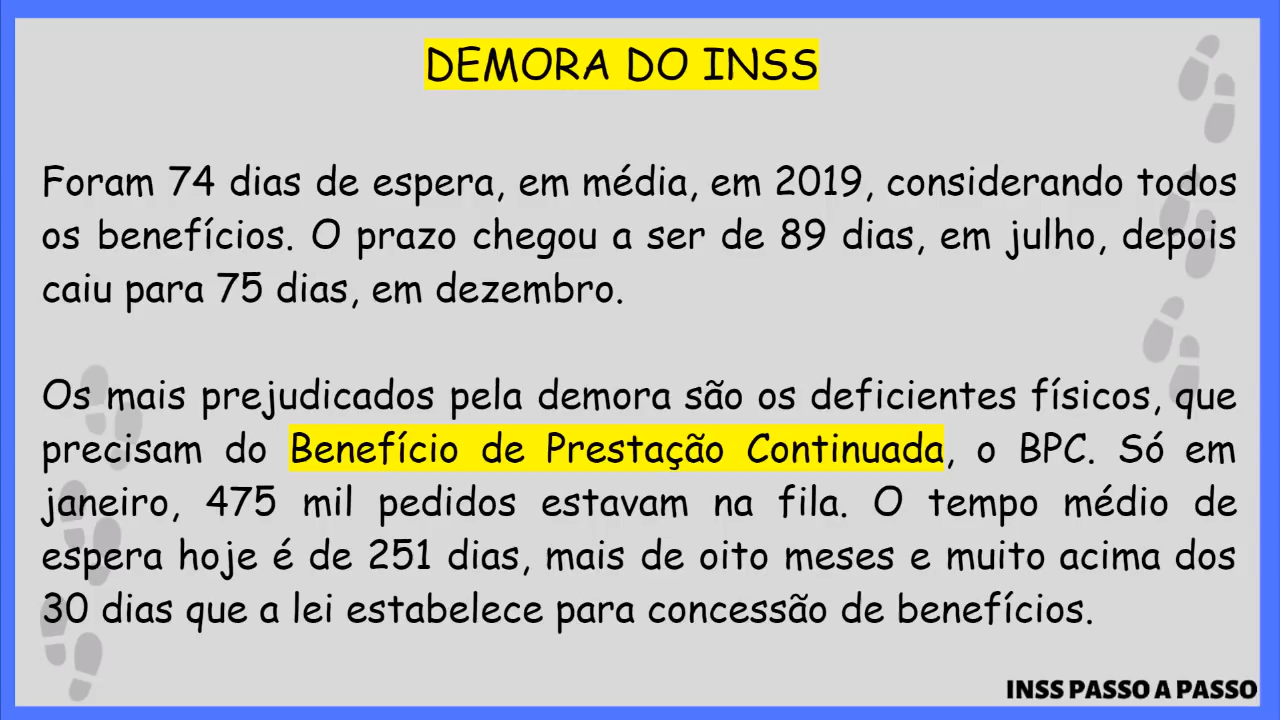 DEMORA DO INSS
Foram 74 dias de espera, em média, em 2019, considerando todos
os benefícios. O prazo chegou a ser de 89 dias, em julho, depois
caiu para 75 dias, em dezembro.
Os mais prejudicados pela demora são os deficientes físicos, que
precisam do Benefício de Prestação Continuada, o BPC. Só em
janeiro, 475 mil pedidos estavam na fila. O tempo médio de
espera hoje é de 251 dias, mais de oito meses e muito acima dos
30 dias que a lei estabelece para concessão de benefícios.
INSS PASSO A PASSO